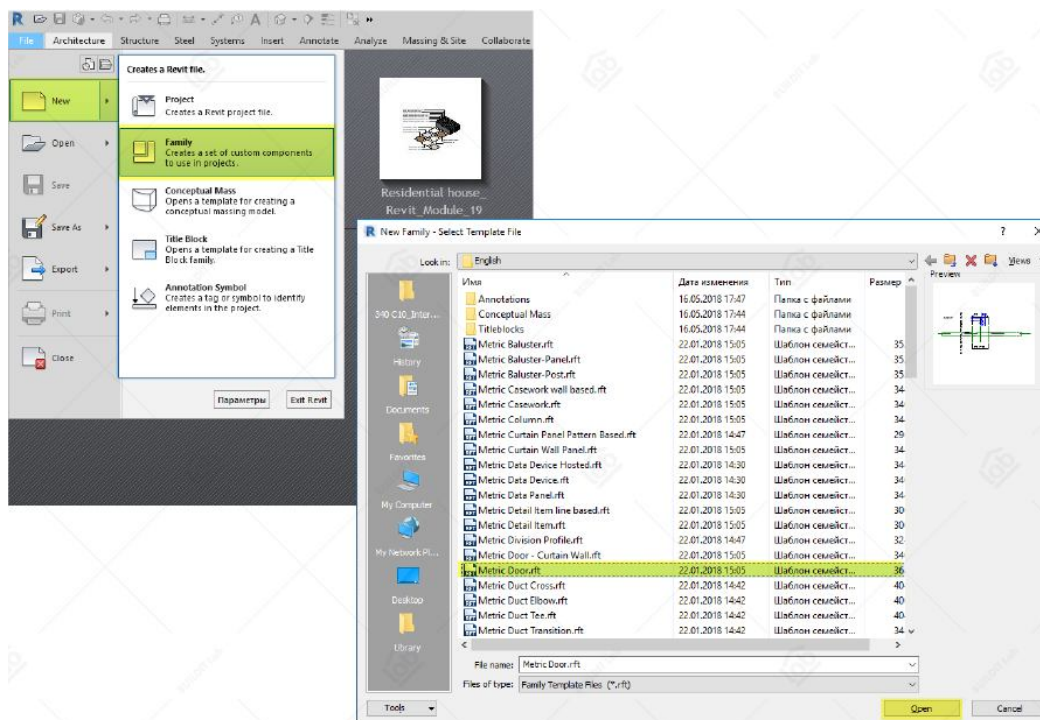 File Architecture Structure Steel Systems Insert Annotate Analyze Massing & Site Collaborate
Creates a Revit file.
New
Project
Creates a Revit project file.
Open
Family
Creates a set of custom components
to use in projects.
Save
Conceptual Mass
Opens a template for creating a
conceptual massing model.
Save As
Title Block
Opens a template for creating a Title
Block family.
Export
Annotation Symbol
Creates a tag or symbol to identify
elements in the project.
Print
Close
Параметры Exit Revit
Residential house_
Revit_Module_19
New Family - Select Template File ?
Look in: English Views
Preview
Имя Дата изменения Тип Размер
Annotations 16.05.2018 17:47 Папка с файлами
Conceptual Mass 16.05.2018 17:44 Папка с файлами
Titleblocks 16.05.2018 17:44 Папка с файлами
Metric Baluster.rft 22.01.2018 15:05 Шаблон семейст... 35
Metric Baluster-Panel.rft 22.01.2018 15:05 Шаблон семейст... 35
Metric Baluster-Post.rft 22.01.2018 15:05 Шаблон семейст... 35
Metric Casework wall based.rft 22.01.2018 15:05 Шаблон семейст... 34
Metric Casework.rft 22.01.2018 15:05 Шаблон семейст... 34
Metric Column.rft 22.01.2018 15:05 Шаблон семейст... 34
Metric Curtain Panel Pattern Based.rft 22.01.2018 14:47 Шаблон семейст... 29
Metric Curtain Wall Panel.rft 22.01.2018 15:05 Шаблон семейст... 34
Metric Data Device Hosted.rft 22.01.2018 14:30 Шаблон семейст... 34
Metric Data Device.rft 22.01.2018 14:30 Шаблон семейст... 34
Metric Data Panel.rft 22.01.2018 14:30 Шаблон семейст... 34
Metric Detail Item line based.rft 22.01.2018 15:05 Шаблон семейст... 30
Metric Detail Item.rft 22.01.2018 15:05 Шаблон семейст... 30
Metric Division Profile.rft 22.01.2018 14:47 Шаблон семейст... 32
Metric Door - Curtain Wall.rft 22.01.2018 15:05 Шаблон семейст... 34
Metric Door.rft 22.01.2018 15:05 Шаблон семейст... 36
Metric Duct Cross.rft 22.01.2018 14:42 Шаблон семейст... 40
Metric Duct Elbow.rft 22.01.2018 14:42 Шаблон семейст... 40
Metric Duct Tee.rft 22.01.2018 14:42 Шаблон семейст... 40
Metric Duct Transition.rft 22.01.2018 14:42 Шаблон семейст... 34
340 C10_Inter...
History
Documents
Favorites
My Computer
My Network Pl...
Desktop
Library
File name: Metric Door.rft
Files of type: Family Template Files (*.rft)
Tools Open Cancel